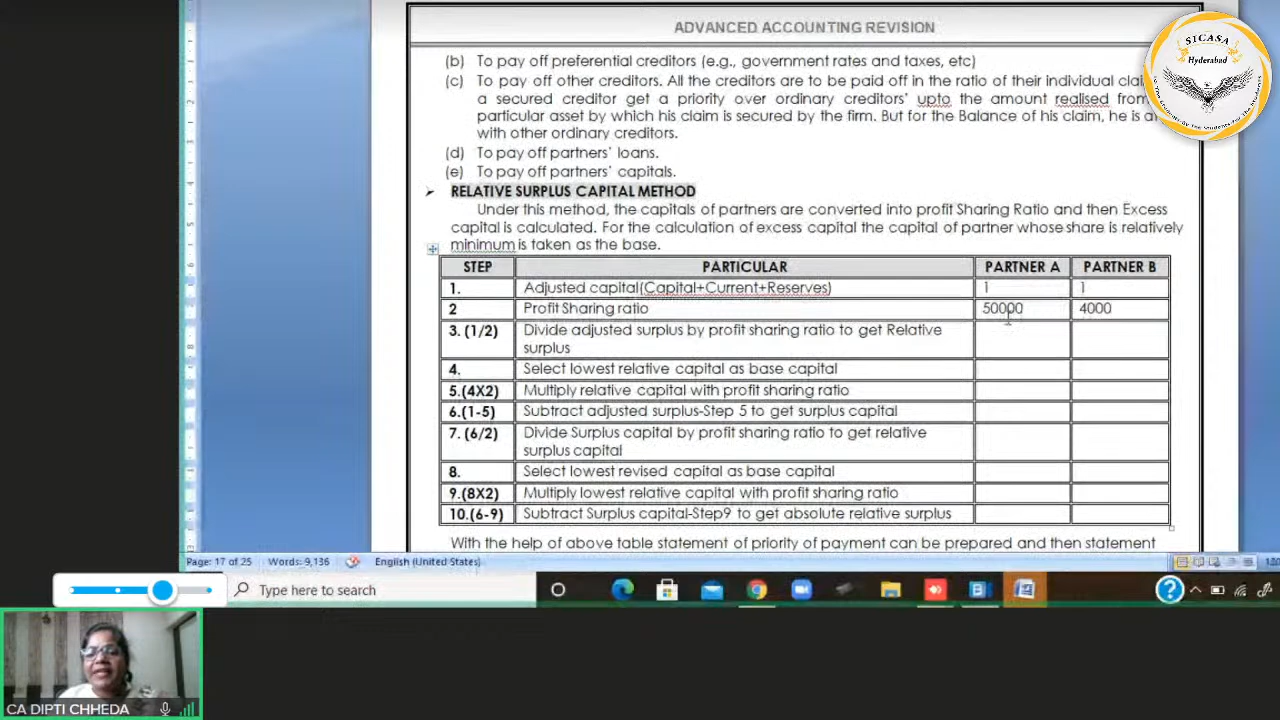 ADVANCED ACCOUNTING REVISION
SICASA
Hyderabad
(b) To pay off preferential creditors (e.g., government rates and taxes, etc)
(c) To pay off other creditors. All the creditors are to be paid off in the ratio of their individual
a secured creditor get a priority over ordinary creditors' upto the amount realised from
particular asset by which his claim is secured by the firm. But for the Balance of his claim, he is
with other ordinary creditors.
(d) To pay off partners' loans.
(e) To pay off partners' capitals.
➢ RELATIVE SURPLUS CAPITAL METHOD
Under this method, the capitals of partners are converted into profit Sharing Ratio and then Excess
capital is calculated. For the calculation of excess capital the capital of partner whose share is relatively
minimum is taken as the base.
STEP PARTICULAR PARTNER A PARTNER B
1. Adjusted capital(Capital+Current+Reserves) 1 1
2 Profit Sharing ratio 50000 4000
3. (1/2) Divide adjusted surplus by profit sharing ratio to get Relative
surplus
4. Select lowest relative capital as base capital
5.(4X2) Multiply relative capital with profit sharing ratio
6.(1-5) Subtract adjusted surplus-Step 5 to get surplus capital
7. (6/2) Divide Surplus capital by profit sharing ratio to get relative
surplus capital
8. Select lowest revised capital as base capital
9.(8X2) Multiply lowest relative capital with profit sharing ratio
10.(6-9) Subtract Surplus capital-Step9 to get absolute relative surplus
With the help of above table statement of priority of payment can be prepared and then statement
Page: 17 of 25 Words: 9,136 English (United States)
Type here to search
CA DIPTI CHHEDA